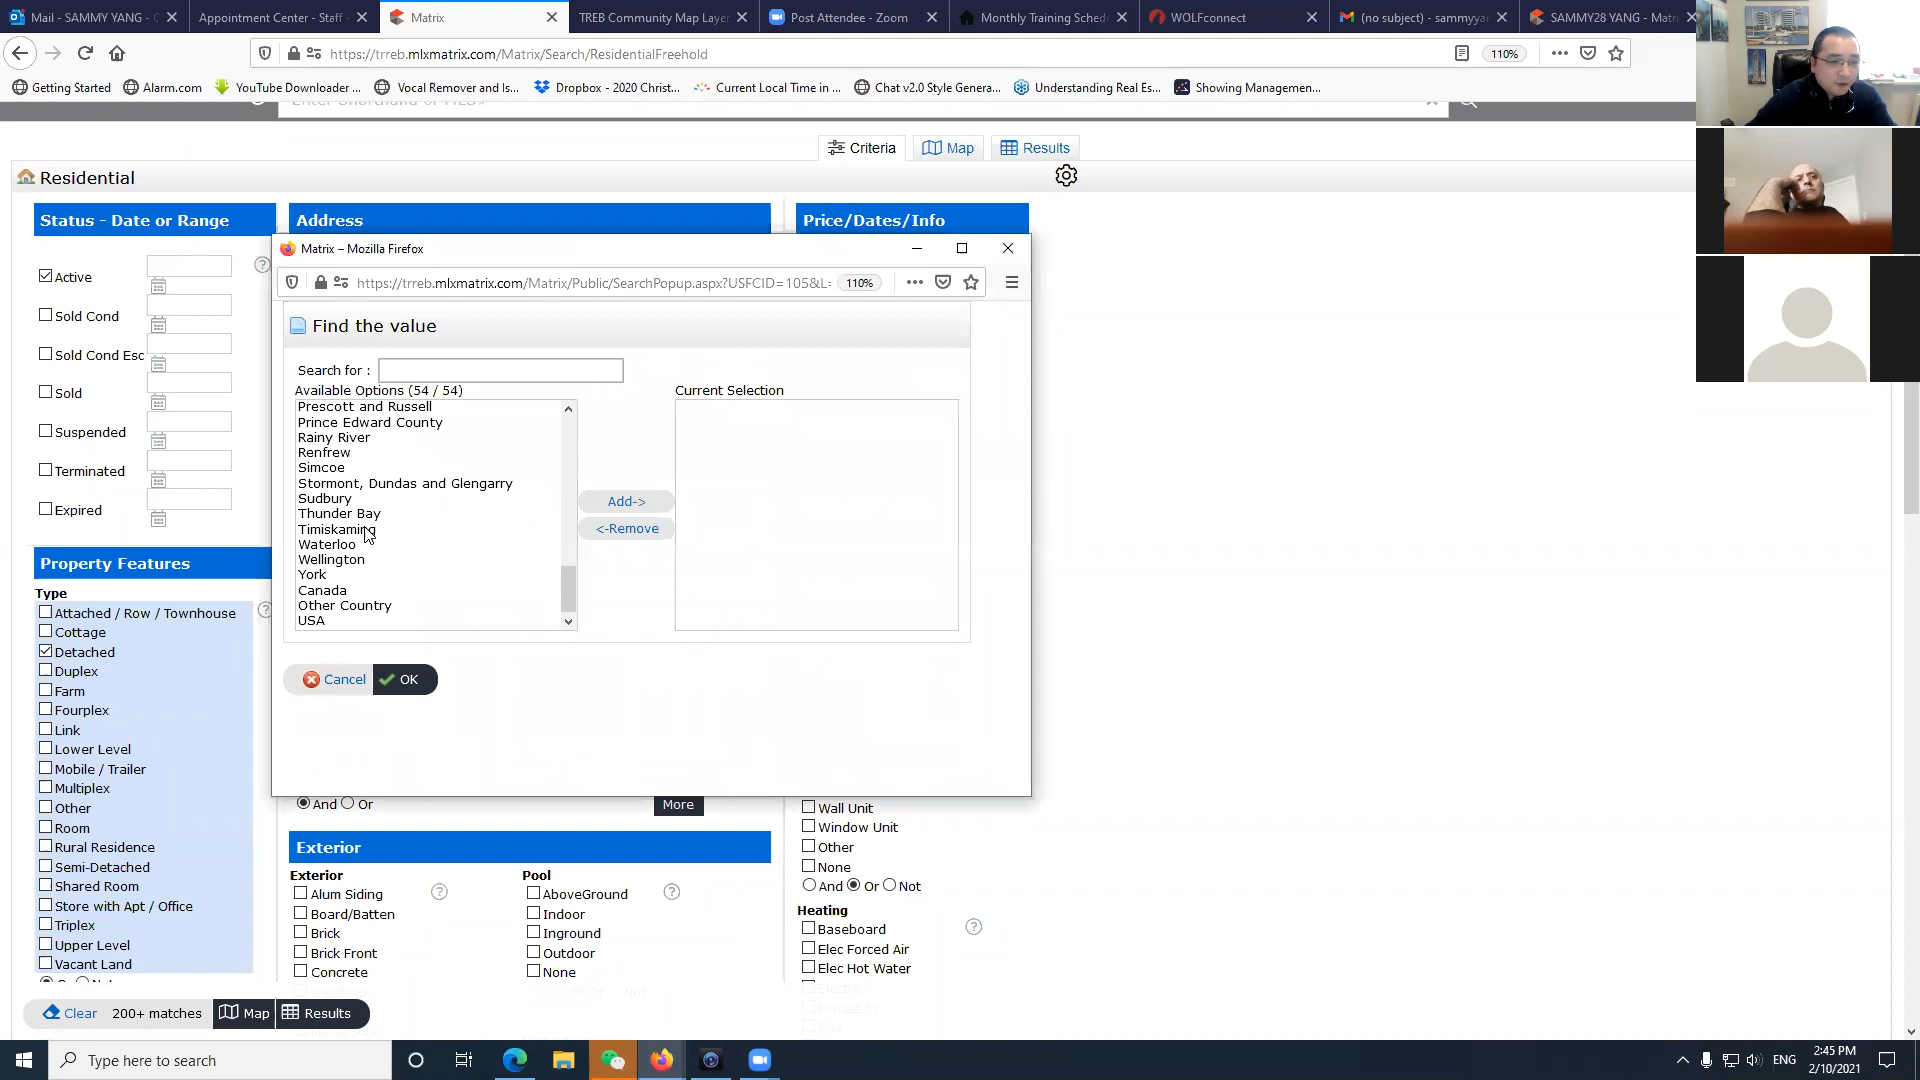 Mail - SAMMY YANG - 
Appointment Center - Staff -
Matrix
TREB Community Map Layer
Post Attendee - Zoom
Monthly Training Sched
WOLFconnect
(no subject) - sammyya
SAMMY28 YANG - Mat
https://trreb.mlxmatrix.com/Matrix/Search/ResidentialFreehold
110%
Getting Started
Alarm.com
YouTube Downloader ...
Vocal Remover and Is...
Dropbox - 2020 Christ...
Current Local Time in ...
Chat v2.0 Style Genera...
Understanding Real Es...
Showing Managemen...
Criteria
Map
Results
Residential
Status - Date or Range
Active
Sold Cond
Sold Cond Esc
Sold
Suspended
Terminated
Expired
Address
Price/Dates/Info
Matrix – Mozilla Firefox
https://trreb.mlxmatrix.com/Matrix/Public/SearchPopup.aspx?USFCID=105&L=
110%
Find the value
Search for :
Available Options (54 / 54)
Prescott and Russell
Prince Edward County
Rainy River
Renfrew
Simcoe
Stormont, Dundas and Glengarry
Sudbury
Thunder Bay
Timiskaming
Waterloo
Wellington
York
Canada
Other Country
USA
Add->
<-Remove
Current Selection
Cancel
OK
Property Features
Type
Attached / Row / Townhouse
Cottage
Detached
Duplex
Farm
Fourplex
Link
Lower Level
Mobile / Trailer
Multiplex
Other
Room
Rural Residence
Semi-Detached
Shared Room
Store with Apt / Office
Triplex
Upper Level
Vacant Land
And Or
More
Exterior
Exterior
Alum Siding
Board/Batten
Brick
Brick Front
Concrete
Pool
AboveGround
Indoor
Inground
Outdoor
None
Wall Unit
Window Unit
Other
None
And Or Not
Heating
Baseboard
Elec Forced Air
Elec Hot Water
Clear
200+ matches
Map
Results
Type here to search
ENG
2:45 PM
2/10/2021